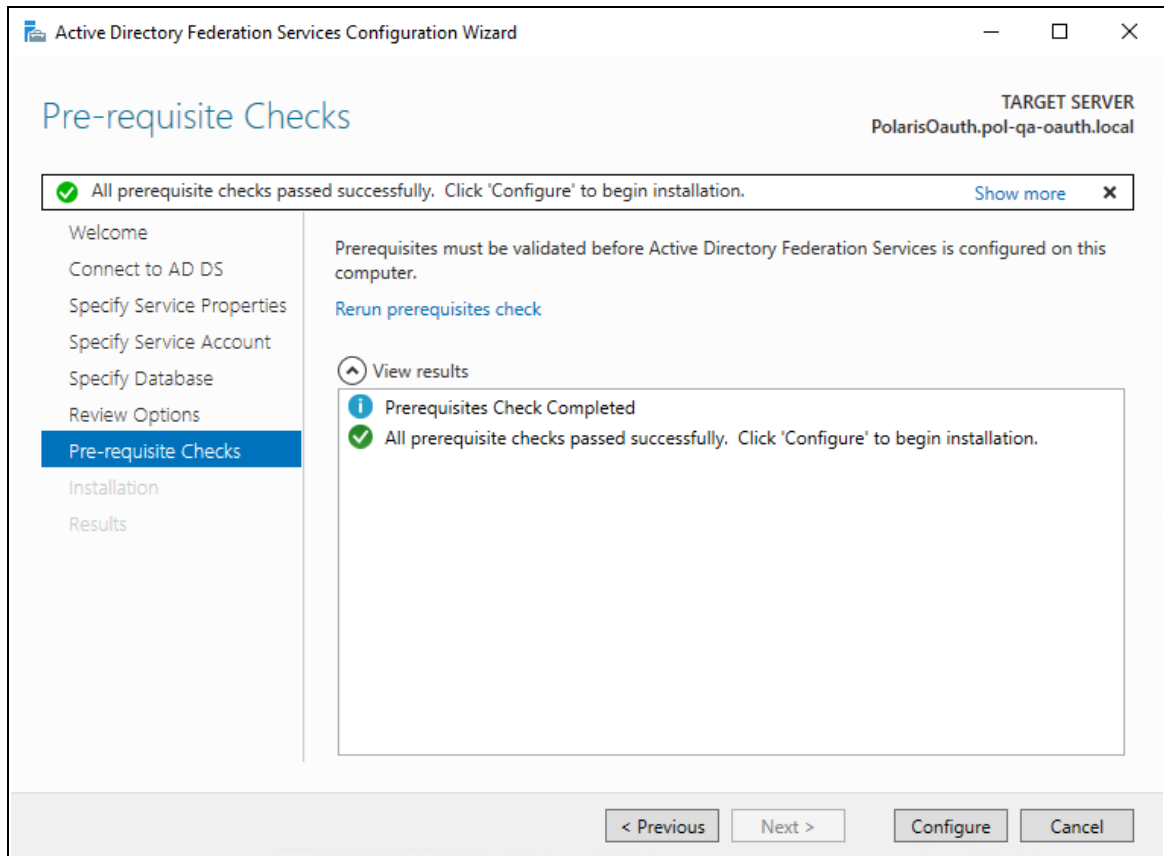 Active Directory Federation Services Configuration Wizard
Pre-requisite Checks
TARGET SERVER
PolarisOauth.pol-qa-oauth.local
All prerequisite checks passed successfully.  Click 'Configure' to begin installation.
Show more
Welcome
Connect to AD DS
Specify Service Properties
Specify Service Account
Specify Database
Review Options
Pre-requisite Checks
Installation
Results
Prerequisites must be validated before Active Directory Federation Services is configured on this
computer.
Rerun prerequisites check
View results
Prerequisites Check Completed
All prerequisite checks passed successfully.  Click 'Configure' to begin installation.
< Previous
Next >
Configure
Cancel